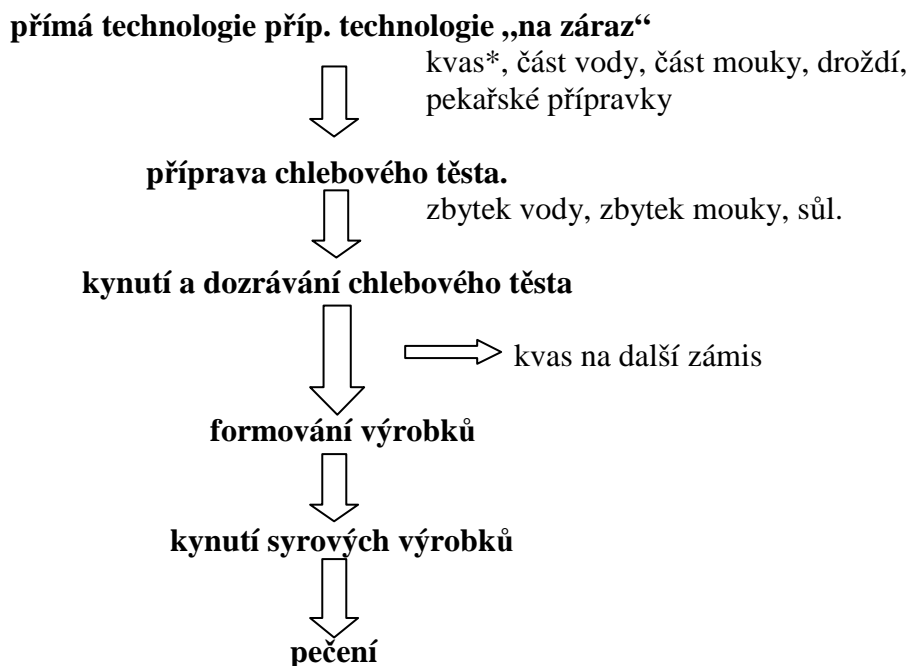 přímá technologie příp. technologie „na záraz“
kvas*, část vody, část mouky, droždí,
pekařské přípravky
příprava chlebového těsta.
zbytek vody, zbytek mouky, sůl.
kynutí a dozrávání chlebového těsta
kvas na další zámis
formování výrobků
kynutí syrových výrobků
pečení